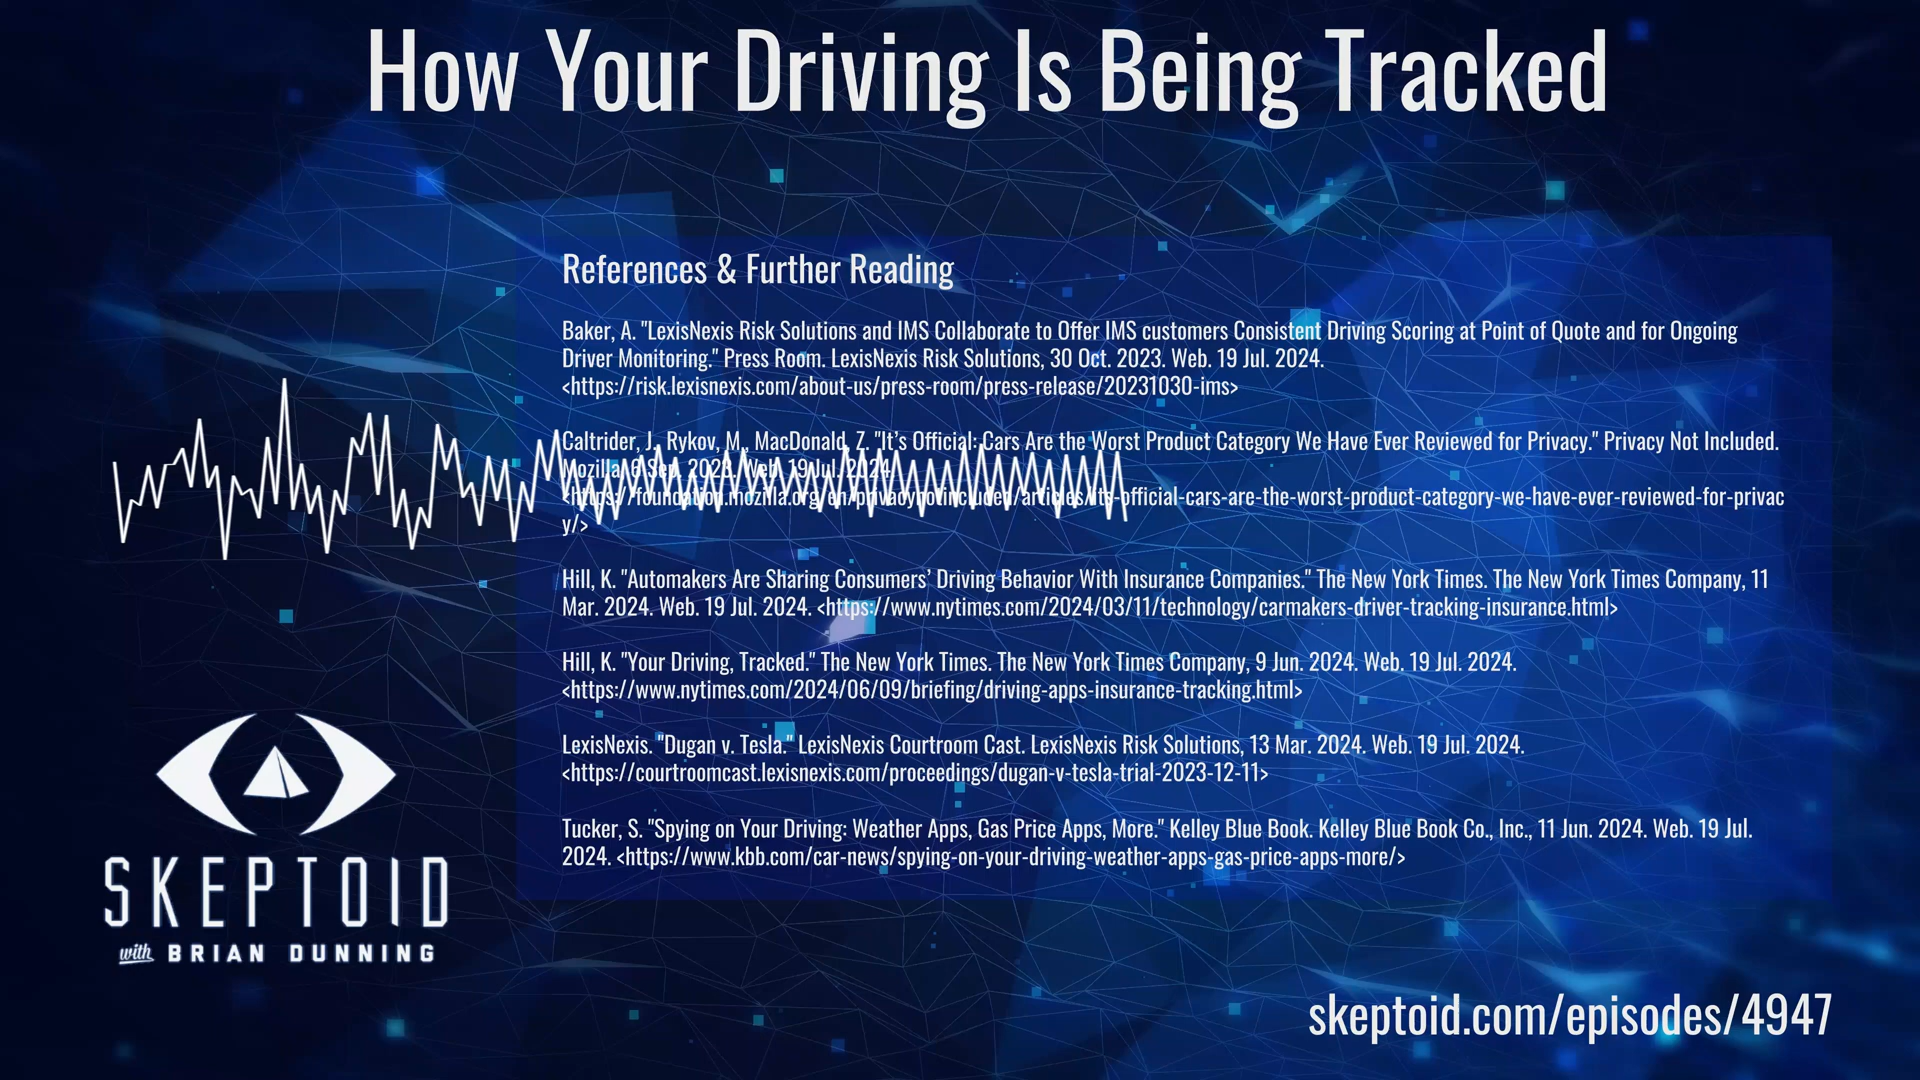 How Your Driving Is Being Tracked
References & Further Reading
Baker, A. "LexisNexis Risk Solutions and IMS Collaborate to Offer IMS customers Consistent Driving Scoring at Point of Quote and for Ongoing
Driver Monitoring." Press Room. LexisNexis Risk Solutions, 30 Oct. 2023. Web. 19 Jul. 2024.
<https://risk.lexisnexis.com/about-us/press-room/press-release/20231030-ims>
Caltrider, J., Rykov, M., MacDonald, Z. "It’s Official: Cars Are the Worst Product Category We Have Ever Reviewed for Privacy." Privacy Not Included.
Mozilla, 6 Sep. 2023. Web. 19 Jul. 2024.
<https://foundation.mozilla.org/en/privacynotincluded/articles/its-official-cars-are-the-worst-product-category-we-have-ever-reviewed-for-privac
y/>
Hill, K. "Automakers Are Sharing Consumers’ Driving Behavior With Insurance Companies." The New York Times. The New York Times Company, 11
Mar. 2024. Web. 19 Jul. 2024. <https://www.nytimes.com/2024/03/11/technology/carmakers-driver-tracking-insurance.html>
Hill, K. "Your Driving, Tracked." The New York Times. The New York Times Company, 9 Jun. 2024. Web. 19 Jul. 2024.
<https://www.nytimes.com/2024/06/09/briefing/driving-apps-insurance-tracking.html>
LexisNexis. "Dugan v. Tesla." LexisNexis Courtroom Cast. LexisNexis Risk Solutions, 13 Mar. 2024. Web. 19 Jul. 2024.
<https://courtroomcast.lexisnexis.com/proceedings/dugan-v-tesla-trial-2023-12-11>
Tucker, S. "Spying on Your Driving: Weather Apps, Gas Price Apps, More." Kelley Blue Book. Kelley Blue Book Co., Inc., 11 Jun. 2024. Web. 19 Jul.
2024. <https://www.kbb.com/car-news/spying-on-your-driving-weather-apps-gas-price-apps-more/>
SKEPTOID
with BRIAN DUNNING
skeptoid.com/episodes/4947